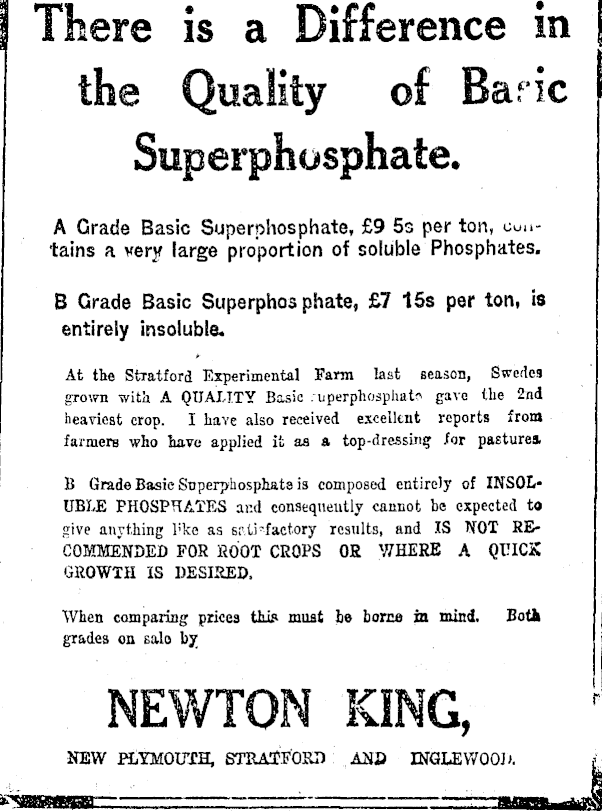 There is a Difference in
the Quality of Basic
Superphosphate.
A Grade Basic Superphosphate, £9 5s per ton, con-
tains a very large proportion of soluble Phosphates.
B Grade Basic Superphosphate, £7 15s per ton, is
entirely insoluble.
At the Stratford Experimental Farm last season, Swedes
grown with A QUALITY Basic Superphosphate gave the 2nd
heaviest crop. I have also received excellent reports from
farmers who have applied it as a top-dressing for pastures.
B Grade Basic Superphosphate is composed entirely of INSOL-
UBLE PHOSPHATES and consequently cannot be expected to
give anything like as satisfactory results, and IS NOT RE-
COMMENDED FOR ROOT CROPS OR WHERE A QUICK
GROWTH IS DESIRED.
When comparing prices this must be borne in mind. Both
grades on sale by
NEWTON KING,
NEW PLYMOUTH, STRATFORD AND INGLEWOOD.